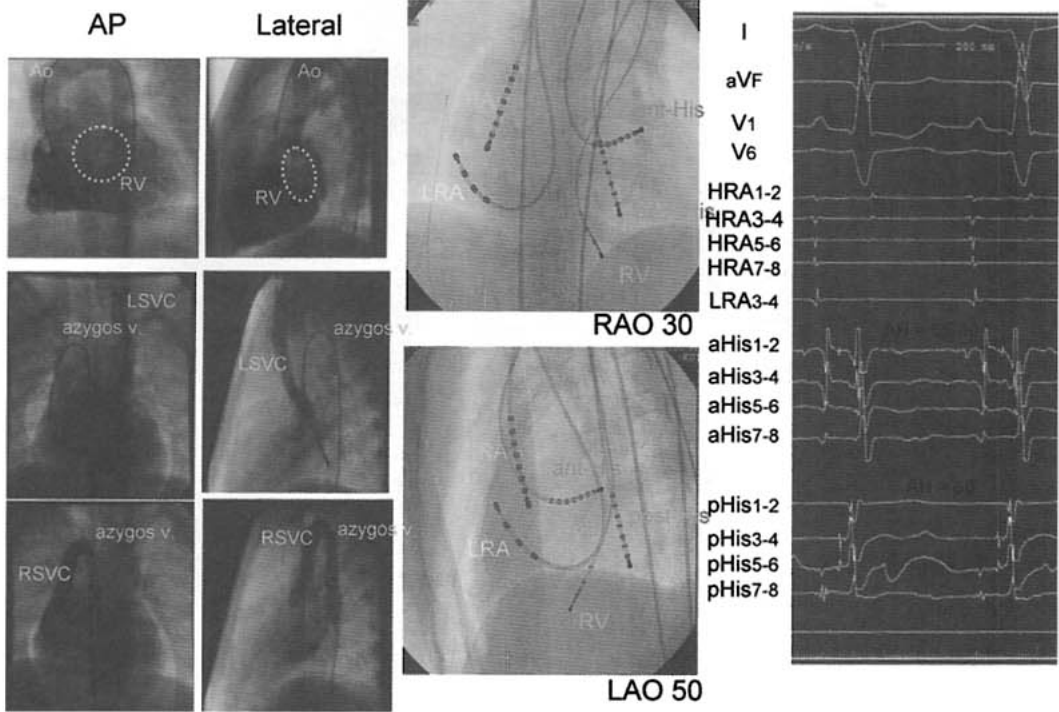 AP
Lateral
Ao
RV
Ao
RV
LSVC
azygos v.
azygos v.
LSVC
azygos v.
RSVC
azygos v.
RSVC
ant-His
LRA
RV
RAO 30
ant-His
LRA
RV
LAO 50
I
aVF
V1
V6
HRA1-2
HRA3-4
HRA5-6
HRA7-8
LRA3-4
aHis1-2
aHis3-4
aHis5-6
aHis7-8
pHis1-2
pHis3-4
pHis5-6
pHis7-8
200 ms